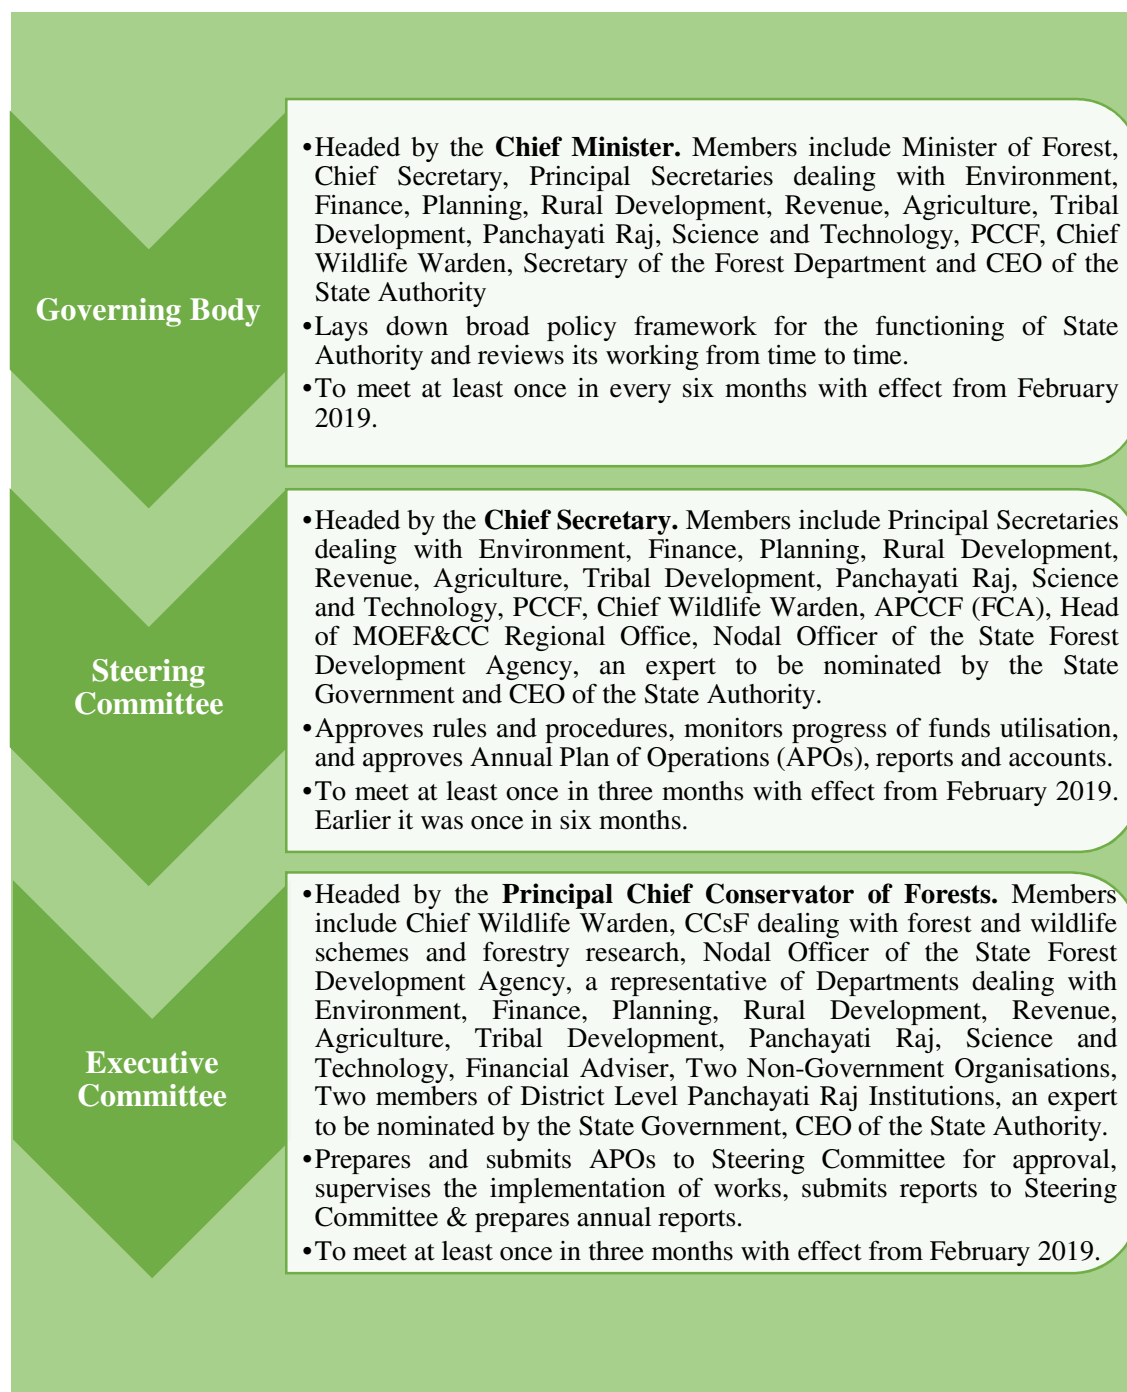 Governing Body
•Headed by the Chief Minister. Members include Minister of Forest,
Chief Secretary, Principal Secretaries dealing with Environment,
Finance, Planning, Rural Development, Revenue, Agriculture, Tribal
Development, Panchayati Raj, Science and Technology, PCCF, Chief
Wildlife Warden, Secretary of the Forest Department and CEO of the
State Authority
•Lays down broad policy framework for the functioning of State
Authority and reviews its working from time to time.
•To meet at least once in every six months with effect from February
2019.
Steering
Committee
•Headed by the Chief Secretary. Members include Principal Secretaries
dealing with Environment, Finance, Planning, Rural Development,
Revenue, Agriculture, Tribal Development, Panchayati Raj, Science
and Technology, PCCF, Chief Wildlife Warden, APCCF (FCA), Head
of MOEF&CC Regional Office, Nodal Officer of the State Forest
Development Agency, an expert to be nominated by the State
Government and CEO of the State Authority.
•Approves rules and procedures, monitors progress of funds utilisation,
and approves Annual Plan of Operations (APOs), reports and accounts.
•To meet at least once in three months with effect from February 2019.
Earlier it was once in six months.
Executive
Committee
•Headed by the Principal Chief Conservator of Forests. Members
include Chief Wildlife Warden, CCsF dealing with forest and wildlife
schemes and forestry research, Nodal Officer of the State Forest
Development Agency, a representative of Departments dealing with
Environment, Finance, Planning, Rural Development, Revenue,
Agriculture, Tribal Development, Panchayati Raj, Science and
Technology, Financial Adviser, Two Non-Government Organisations,
Two members of District Level Panchayati Raj Institutions, an expert
to be nominated by the State Government, CEO of the State Authority.
•Prepares and submits APOs to Steering Committee for approval,
supervises the implementation of works, submits reports to Steering
Committee & prepares annual reports.
•To meet at least once in three months with effect from February 2019.